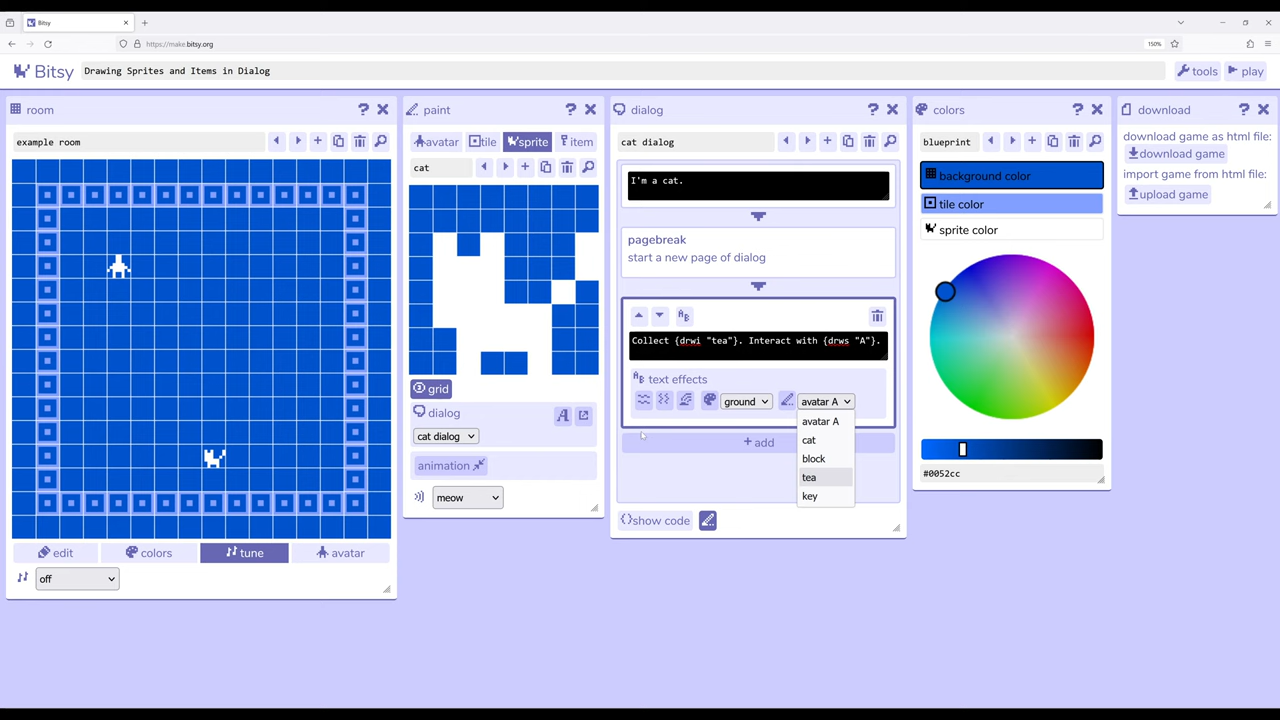 Bitsy
https://make.bitsy.org
150%
Bitsy
Drawing Sprites and Items in Dialog
tools
play
room
example room
edit
colors
tune
avatar
off
paint
avatar
tile
sprite
item
cat
grid
dialog
cat dialog
animation
meow
dialog
cat dialog
I'm a cat.
pagebreak
start a new page of dialog
Collect {drwi "tea"}. Interact with {drws "A"}.
text effects
ground
avatar A
avatar A
cat
block
tea
key
+ add
show code
colors
blueprint
background color
tile color
sprite color
#0052cc
download
download game as html file:
download game
import game from html file:
upload game